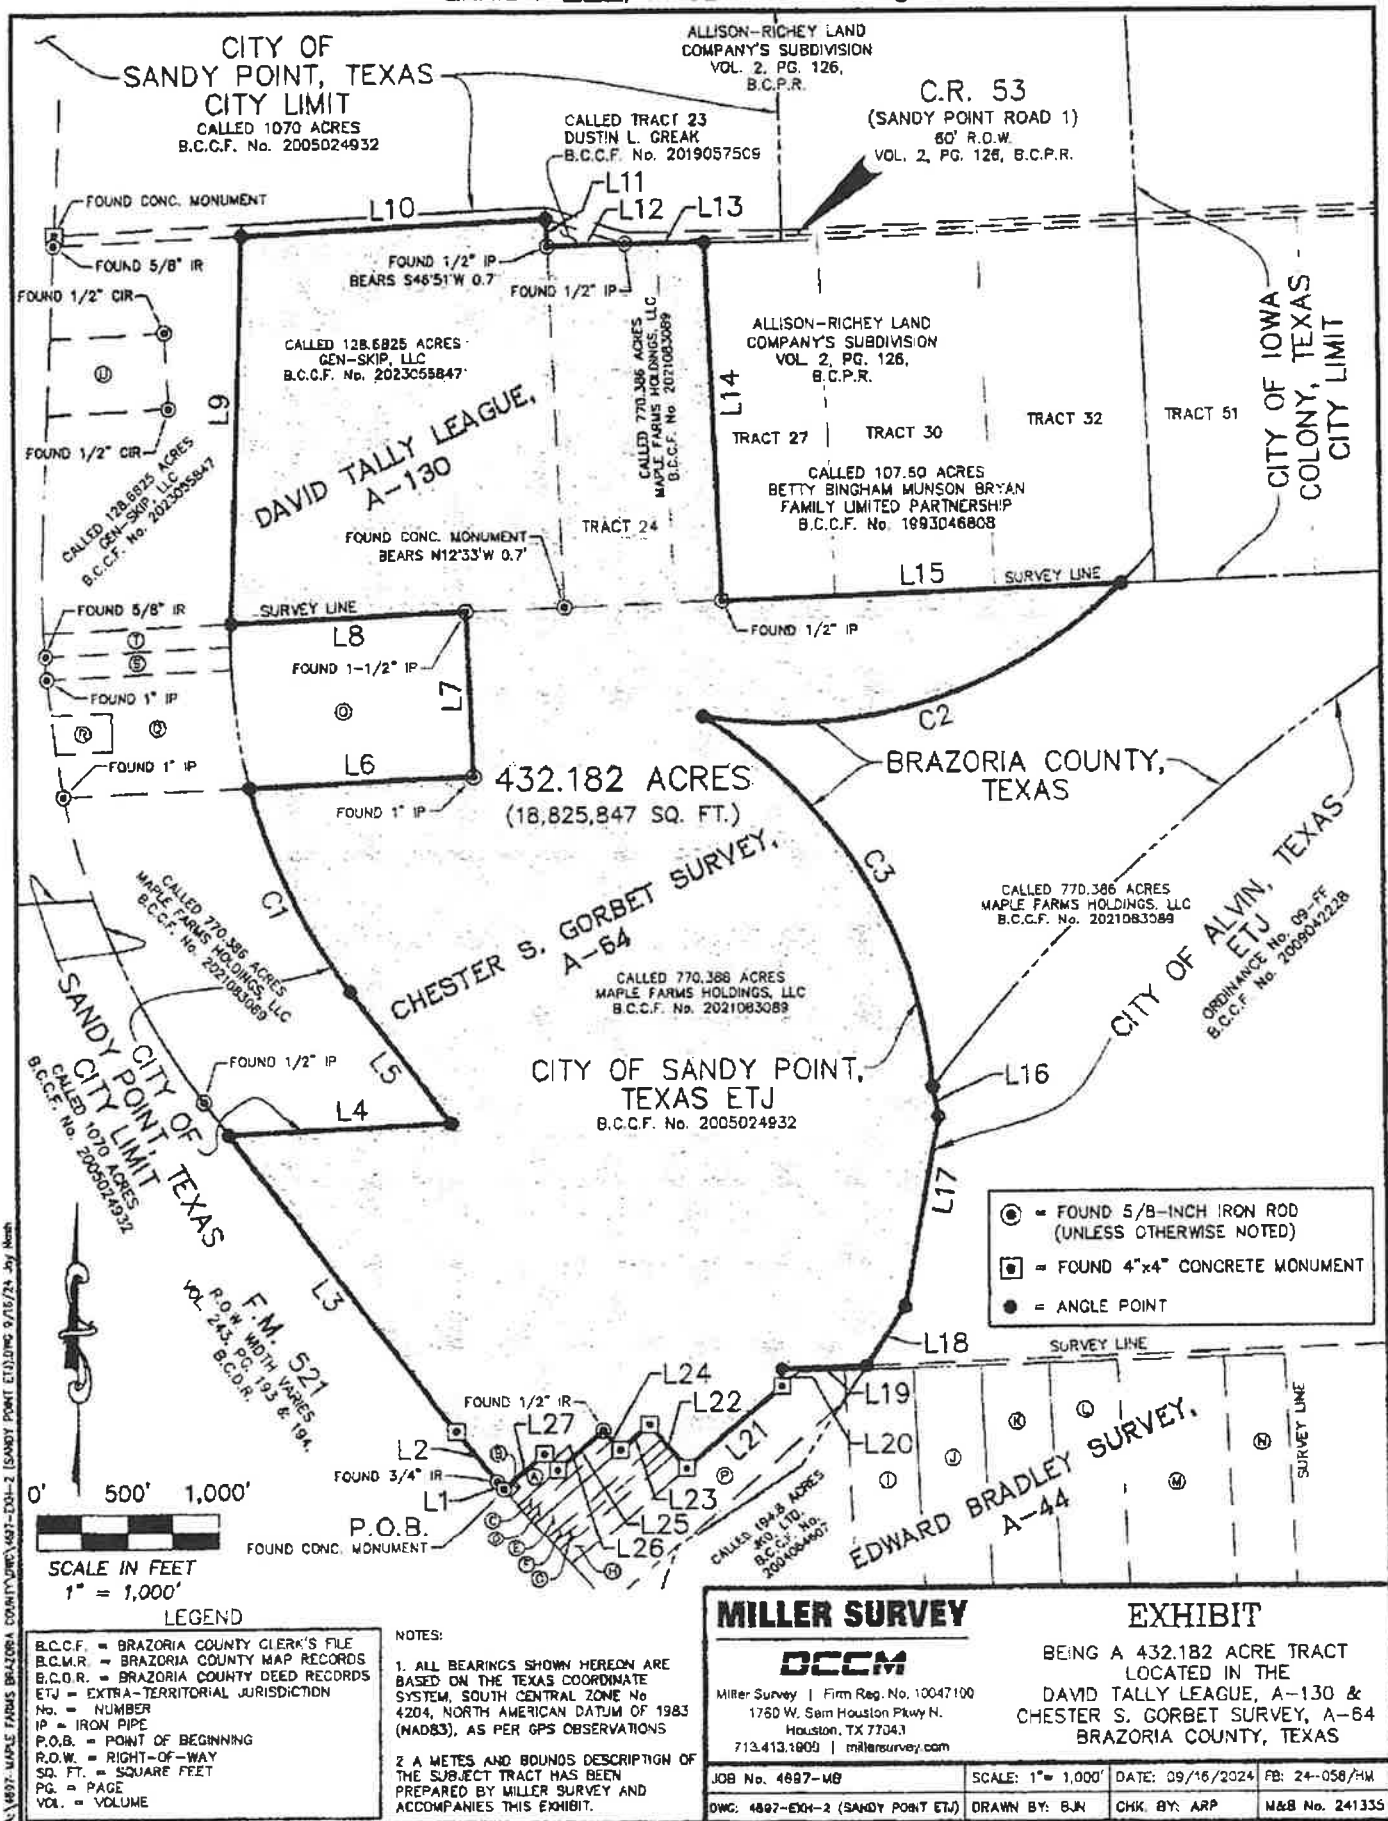 CITY OF
SANDY POINT, TEXAS
CITY LIMIT
CALLED 1070 ACRES
B.C.C.F. No. 2005024932
ALLISON-RICHEY LAND
COMPANY'S SUBDIVISION
VOL. 2, PG. 126,
B.C.P.R.
C.R. 53
(SANDY POINT ROAD 1)
60' R.O.W.
VOL. 2, PG. 126, B.C.P.R.
CALLED TRACT 23
DUSTIN L. GREAK
B.C.C.F. No. 2019057509
FOUND CONC. MONUMENT
L10
L11
L12
L13
FOUND 5/8" IR
FOUND 1/2" IP
BEARS S46°51'W 0.7'
FOUND 1/2" IP
FOUND 1/2" CIR
U
FOUND 1/2" CIR
CALLED 128.6825 ACRES
GEN-SKIP, LLC
B.C.C.F. No. 2023055847
CALLED 128.6825 ACRES
GEN-SKIP, LLC
B.C.C.F. No. 2023055847
L9
DAVID TALLY LEAGUE,
A-130
CALLED 770.386 ACRES
MAPLE FARMS HOLDINGS, LLC
B.C.C.F. No 2021083089
L14
ALLISON-RICHEY LAND
COMPANY'S SUBDIVISION
VOL. 2, PG. 126,
B.C.P.R.
TRACT 27
TRACT 30
TRACT 32
TRACT 51
CITY OF IOWA
COLONY, TEXAS
CITY LIMIT
CALLED 107.50 ACRES
BETTY BINGHAM MUNSON BRYAN
FAMILY LIMITED PARTNERSHIP
B.C.C.F. No. 1993046808
TRACT 24
FOUND CONC. MONUMENT
BEARS N12°33'W 0.7'
L15
SURVEY LINE
FOUND 5/8" IR
SURVEY LINE
L8
FOUND 1/2" IP
T
S
FOUND 1-1/2" IP
L7
FOUND 1" IP
Q
R
Q
C2
FOUND 1" IP
L6
FOUND 1" IP
432.182 ACRES
(18,825,847 SQ. FT.)
BRAZORIA COUNTY,
TEXAS
C1
C3
CALLED 770.386 ACRES
MAPLE FARMS HOLDINGS, LLC
B.C.C.F. No. 2021083089
CHESTER S. GORBET SURVEY,
A-64
CALLED 770.386 ACRES
MAPLE FARMS HOLDINGS, LLC
B.C.C.F. No. 2021083089
CALLED 770.386 ACRES
MAPLE FARMS HOLDINGS, LLC
B.C.C.F. No. 2021083089
CITY OF ALVIN, TEXAS
ETJ
ORDINANCE No. 09-FF
B.C.C.F. No. 2009042228
CITY OF
SANDY POINT, TEXAS
CITY LIMIT
CALLED 1070 ACRES
B.C.C.F. No. 2005024932
FOUND 1/2" IP
L5
L4
CITY OF SANDY POINT,
TEXAS ETJ
B.C.C.F. No. 2005024932
L16
L17
= FOUND 5/8-INCH IRON ROD
(UNLESS OTHERWISE NOTED)
= FOUND 4"x4" CONCRETE MONUMENT
= ANGLE POINT
L3
F.M. 521
R.O.W. WIDTH VARIES
VOL. 243, PG. 193 & 194,
B.C.D.R.
L18
SURVEY LINE
L19
L20
L24
L22
FOUND 1/2" IR
L27
L2
FOUND 3/4" IR
L1
B
A
L21
P
L23
L25
L26
C
D
E
F
G
H
I
J
K
L
M
N
SURVEY LINE
P.O.B.
FOUND CONC. MONUMENT
CALLED 194.8 ACRES
B.C.C.F. No.
2004064607
EDWARD BRADLEY SURVEY,
A-44
0' 500' 1,000'
SCALE IN FEET
1" = 1,000'
LEGEND
B.C.C.F. = BRAZORIA COUNTY CLERK'S FILE
B.C.M.R. = BRAZORIA COUNTY MAP RECORDS
B.C.D.R. = BRAZORIA COUNTY DEED RECORDS
ETJ = EXTRA-TERRITORIAL JURISDICTION
No. = NUMBER
IP = IRON PIPE
P.O.B. = POINT OF BEGINNING
R.O.W. = RIGHT-OF-WAY
SQ. FT. = SQUARE FEET
PG. = PAGE
VOL. = VOLUME
NOTES:
1. ALL BEARINGS SHOWN HEREON ARE
BASED ON THE TEXAS COORDINATE
SYSTEM, SOUTH CENTRAL ZONE No
4204, NORTH AMERICAN DATUM OF 1983
(NAD83), AS PER GPS OBSERVATIONS
2 A METES AND BOUNDS DESCRIPTION OF
THE SUBJECT TRACT HAS BEEN
PREPARED BY MILLER SURVEY AND
ACCOMPANIES THIS EXHIBIT.
MILLER SURVEY
DCCM
Miller Survey | Firm Reg. No. 10047100
1760 W. Sam Houston Pkwy N.
Houston, TX 77043
713.413.1900 | millersurvey.com
EXHIBIT
BEING A 432.182 ACRE TRACT
LOCATED IN THE
DAVID TALLY LEAGUE, A-130 &
CHESTER S. GORBET SURVEY, A-64
BRAZORIA COUNTY, TEXAS
JOB No. 4697-MB
SCALE: 1"= 1,000'
DATE: 09/16/2024
FB: 24-056/HM
DWG: 4697-EXH-2 (SANDY POINT ETJ)
DRAWN BY: BJN
CHK. BY: ARP
M&B No. 241335